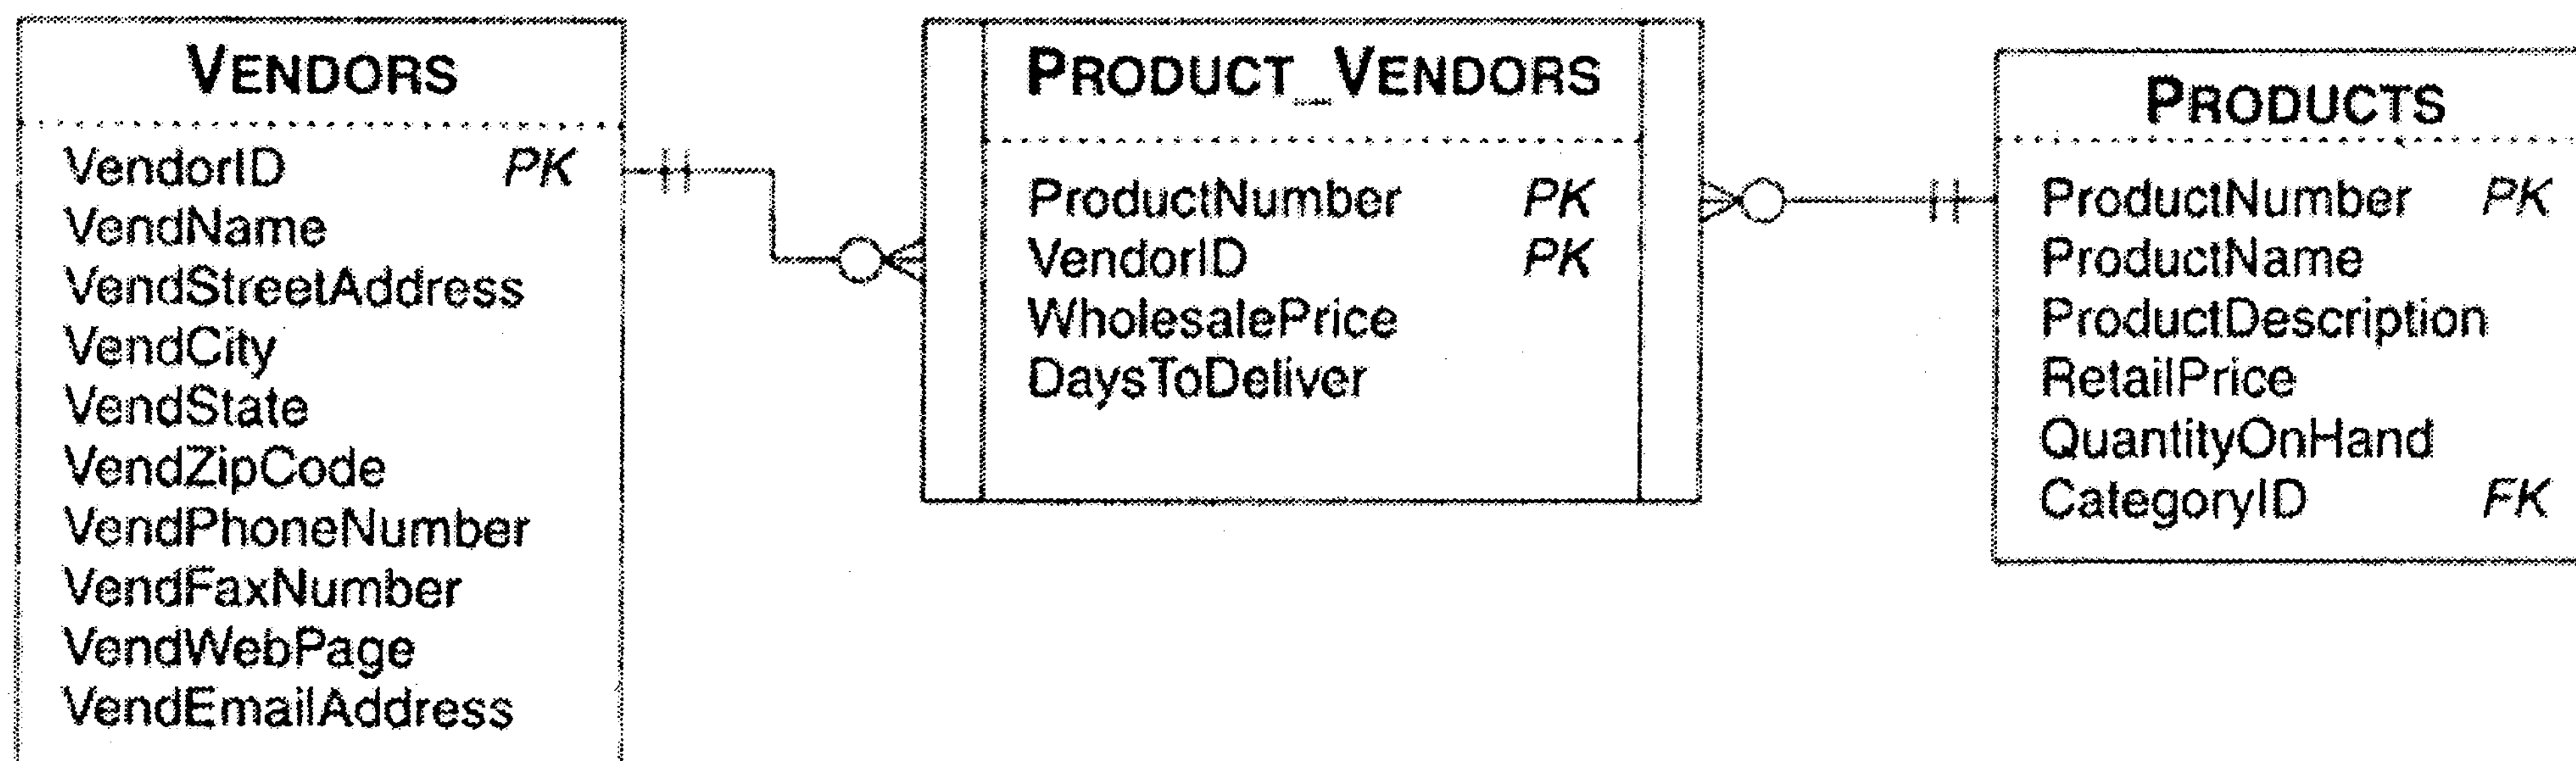 VENDORS
VendorID PK
VendName
VendStreetAddress
VendCity
VendState
VendZipCode
VendPhoneNumber
VendFaxNumber
VendWebPage
VendEmailAddress
PRODUCT_VENDORS
ProductNumber PK
VendorID PK
WholesalePrice
DaysToDeliver
PRODUCTS
ProductNumber PK
ProductName
ProductDescription
RetailPrice
QuantityOnHand
CategoryID FK